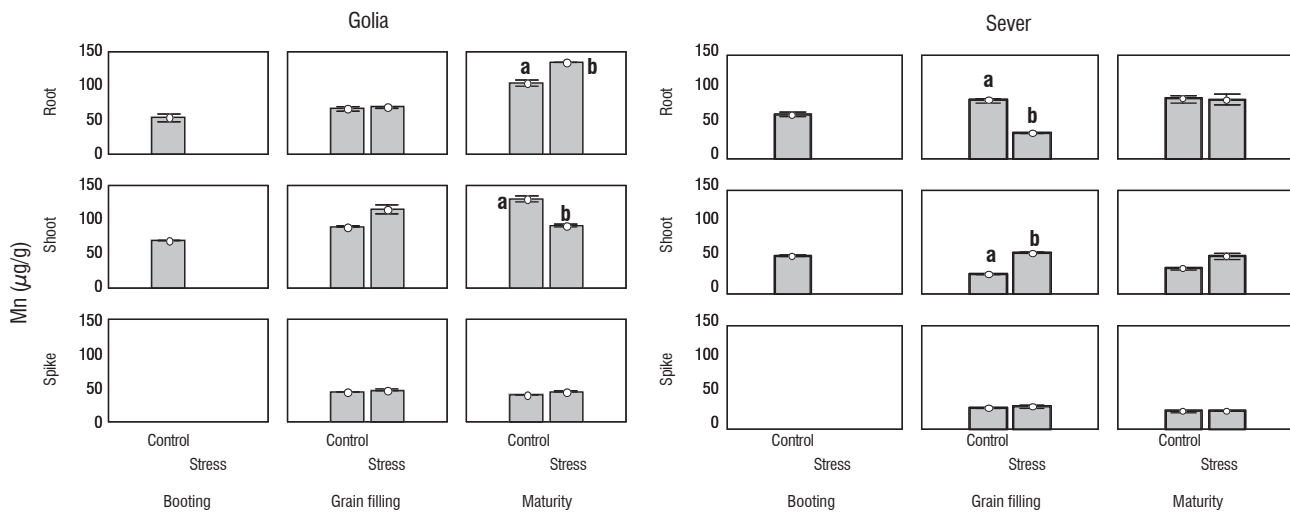 Golia
Sever
Mn (μg/g)
Root
150
100
50
0
a
b
Root
150
100
50
0
a
b
Shoot
150
100
50
0
a
b
Shoot
150
100
50
0
a
b
Spike
150
100
50
0
Spike
150
100
50
0
Control
Stress
Booting
Control
Stress
Grain filling
Control
Stress
Maturity
Control
Stress
Booting
Control
Stress
Grain filling
Control
Stress
Maturity